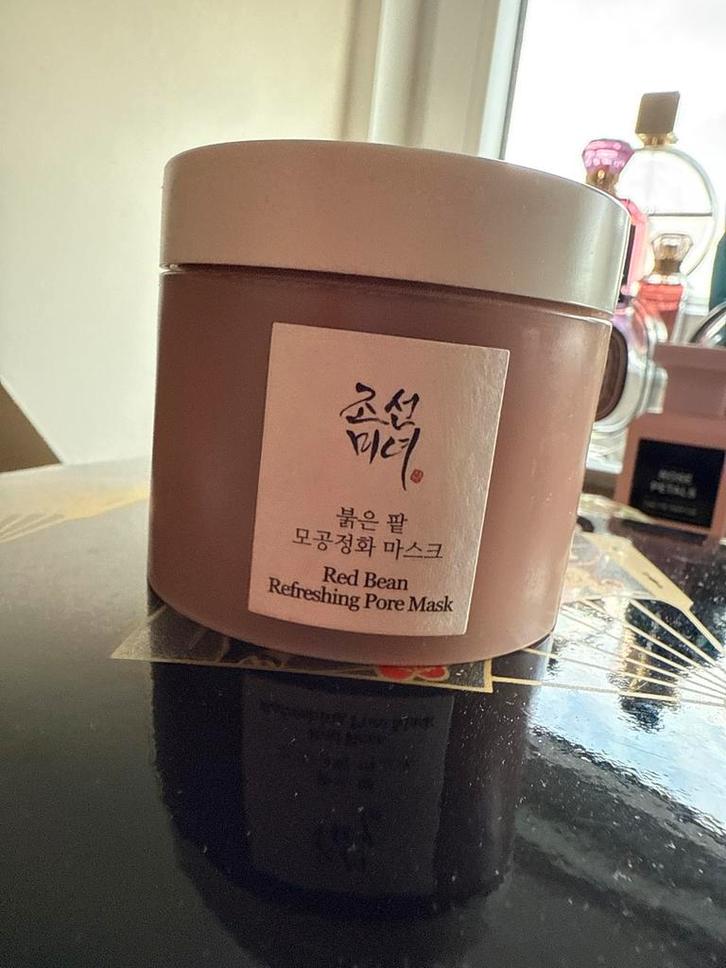 조선
미녀
붉은 팥
모공정화 마스크
Red Bean
Refreshing Pore Mask
ROSE
PETALS